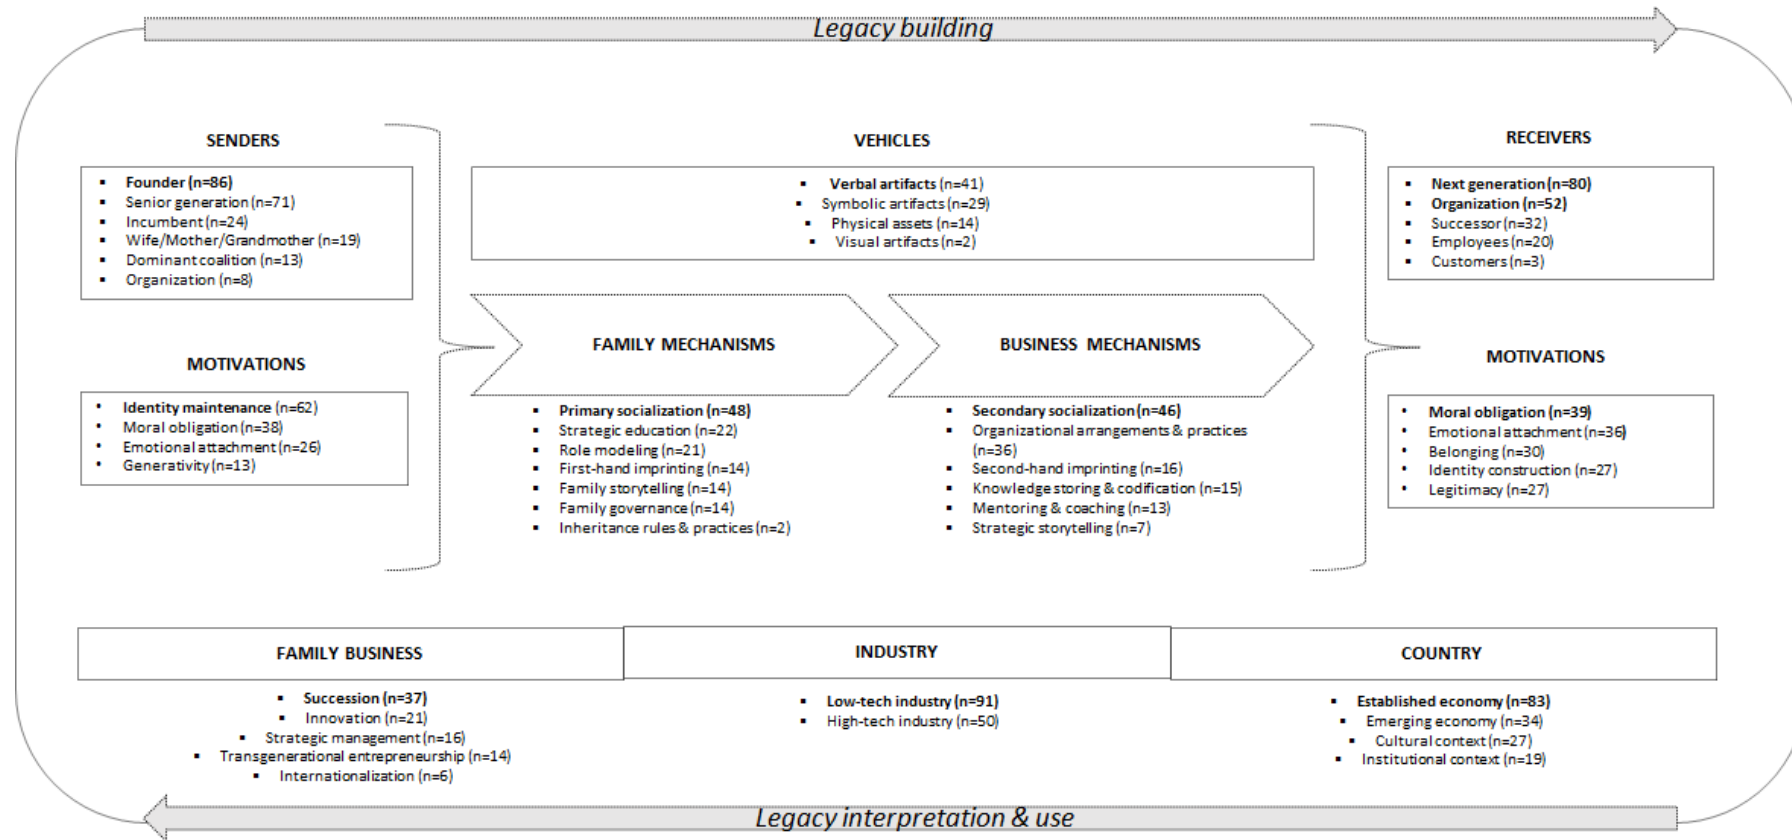 Legacy building
SENDERS
▪ Founder (n=86)
▪ Senior generation (n=71)
▪ Incumbent (n=24)
▪ Wife/Mother/Grandmother (n=19)
▪ Dominant coalition (n=13)
▪ Organization (n=8)
MOTIVATIONS
• Identity maintenance (n=62)
• Moral obligation (n=38)
• Emotional attachment (n=26)
• Generativity (n=13)
VEHICLES
▪ Verbal artifacts (n=41)
▪ Symbolic artifacts (n=29)
▪ Physical assets (n=14)
▪ Visual artifacts (n=2)
FAMILY MECHANISMS
▪ Primary socialization (n=48)
▪ Strategic education (n=22)
▪ Role modeling (n=21)
▪ First-hand imprinting (n=14)
▪ Family storytelling (n=14)
▪ Family governance (n=14)
▪ Inheritance rules & practices (n=2)
BUSINESS MECHANISMS
▪ Secondary socialization (n=46)
▪ Organizational arrangements & practices
(n=36)
▪ Second-hand imprinting (n=16)
▪ Knowledge storing & codification (n=15)
▪ Mentoring & coaching (n=13)
▪ Strategic storytelling (n=7)
RECEIVERS
▪ Next generation (n=80)
▪ Organization (n=52)
▪ Successor (n=32)
▪ Employees (n=20)
▪ Customers (n=3)
MOTIVATIONS
• Moral obligation (n=39)
• Emotional attachment (n=36)
• Belonging (n=30)
• Identity construction (n=27)
• Legitimacy (n=27)
FAMILY BUSINESS
▪ Succession (n=37)
▪ Innovation (n=21)
▪ Strategic management (n=16)
▪ Transgenerational entrepreneurship (n=14)
▪ Internationalization (n=6)
INDUSTRY
▪ Low-tech industry (n=91)
▪ High-tech industry (n=50)
COUNTRY
▪ Established economy (n=83)
▪ Emerging economy (n=34)
▪ Cultural context (n=27)
▪ Institutional context (n=19)
Legacy interpretation & use